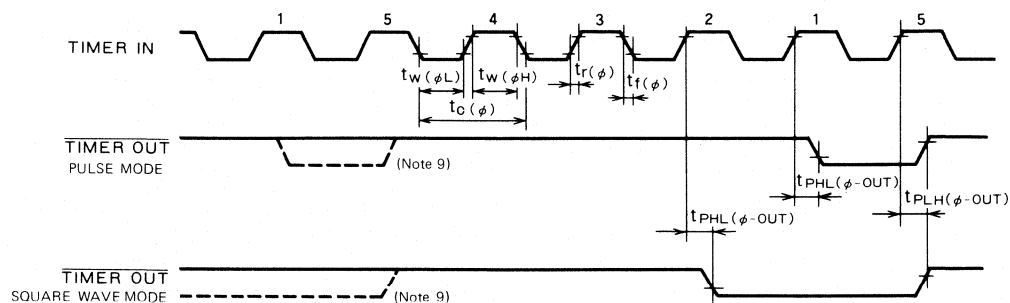 1 5 4 3 2 1 5
TIMER IN
tw(φL) tw(φH) tr(φ) tf(φ)
tc(φ)
TIMER OUT
PULSE MODE
(Note 9)
tPHL(φ-OUT)
tPLH(φ-OUT)
tPHL(φ-OUT)
TIMER OUT
SQUARE WAVE MODE
(Note 9)